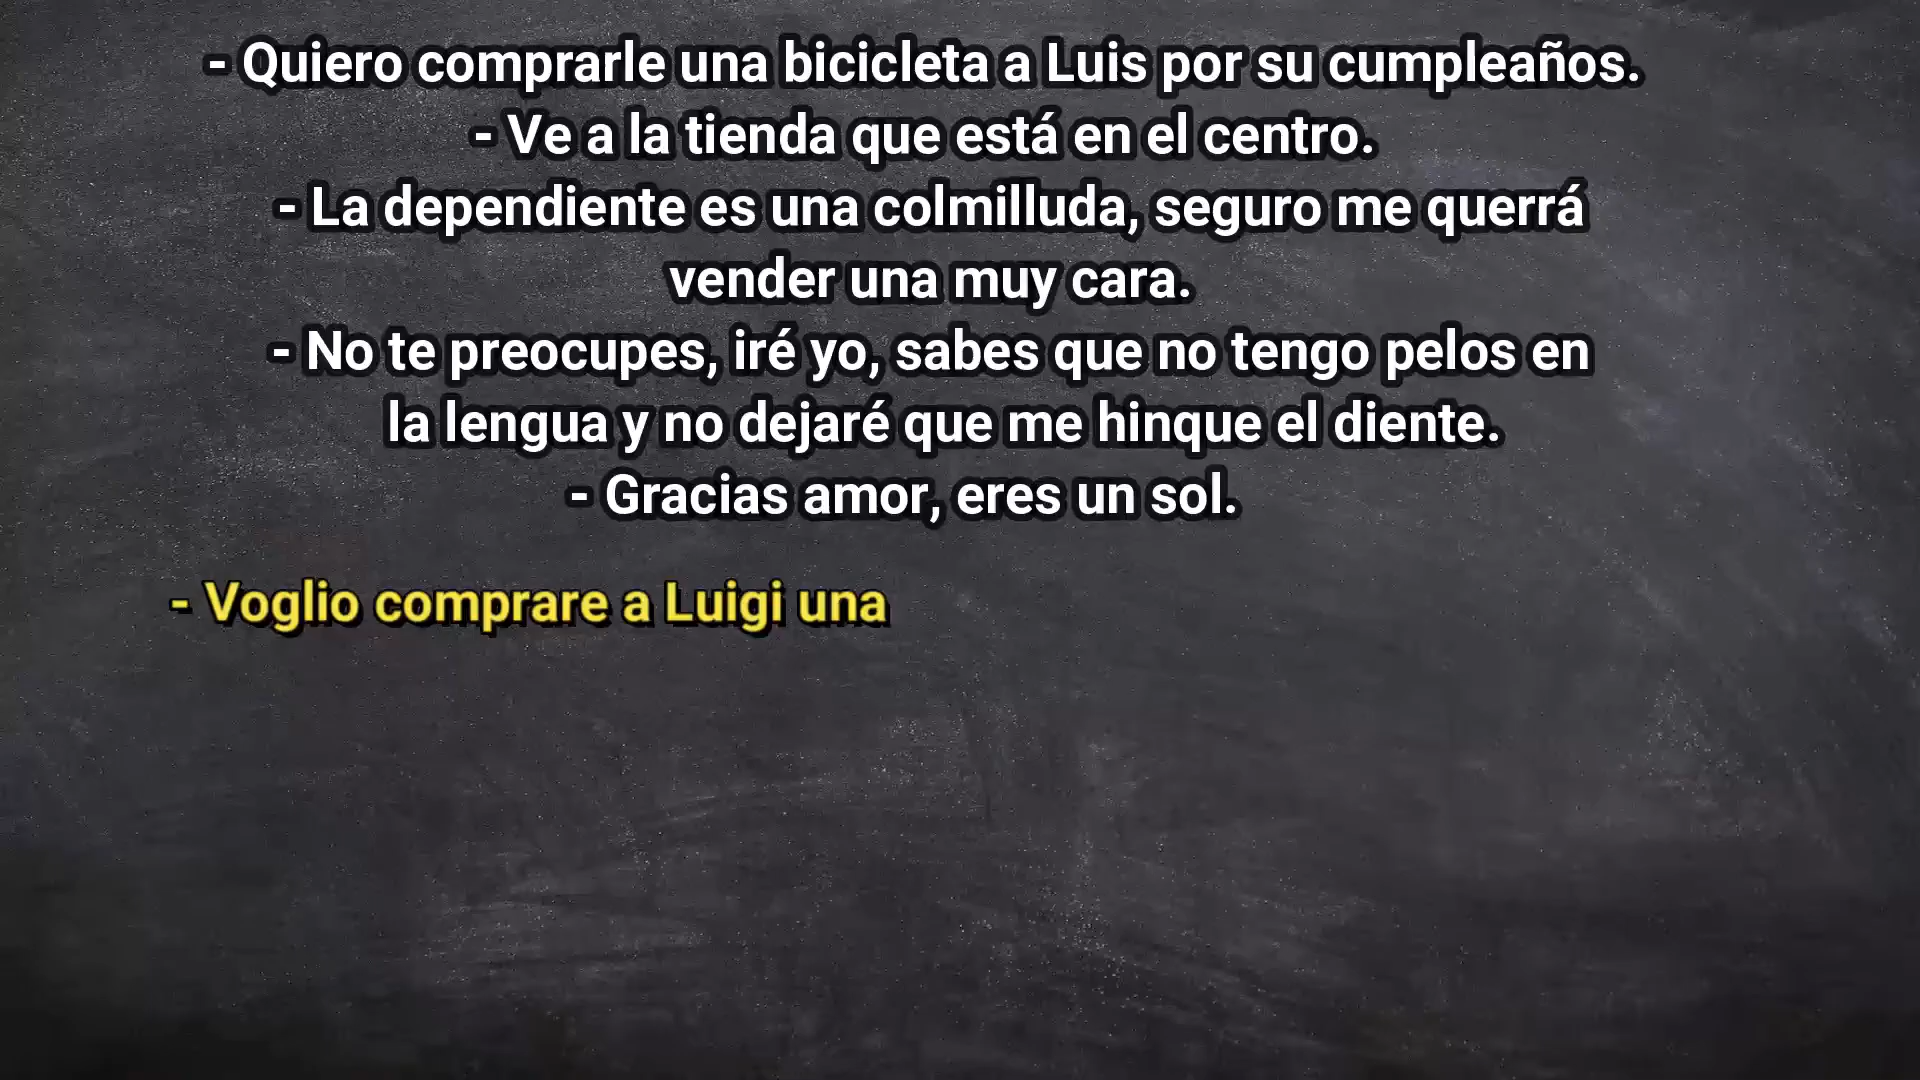 - Quiero comprarle una bicicleta a Luis por su cumpleaños.
- Ve a la tienda que está en el centro.
- La dependiente es una colmilluda, seguro me querrá
vender una muy cara.
- No te preocupes, iré yo, sabes que no tengo pelos en
la lengua y no dejaré que me hinque el diente.
- Gracias amor, eres un sol.
- Voglio comprare a Luigi una